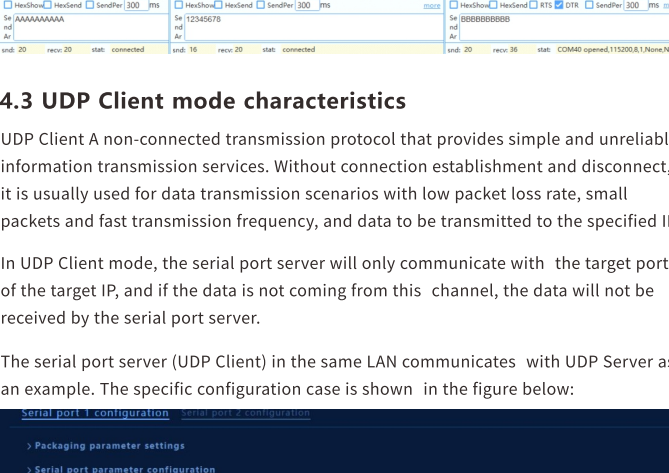 HexShow HexSend SendPer 300 ms HexShow HexSend SendPer 300 ms more HexShow HexSend RTS DTR SendPer 300 ms
Se AAAAAAAAAA Se 12345678 Se BBBBBBBBBB
nd nd nd
Ar Ar Ar
snd: 20 recv: 20 stat: connected snd: 16 recv: 20 stat: connected snd: 20 recv: 36 stat: COM40 opened,115200,8,1,None,N
4.3 UDP Client mode characteristics
UDP Client A non-connected transmission protocol that provides simple and unreliabl
information transmission services. Without connection establishment and disconnect,
it is usually used for data transmission scenarios with low packet loss rate, small
packets and fast transmission frequency, and data to be transmitted to the specified I
In UDP Client mode, the serial port server will only communicate with the target port
of the target IP, and if the data is not coming from this channel, the data will not be
received by the serial port server.
The serial port server (UDP Client) in the same LAN communicates with UDP Server as
an example. The specific configuration case is shown in the figure below:
Serial port 1 configuration Serial port 2 configuration
Packaging parameter settings
Serial port parameter configuration